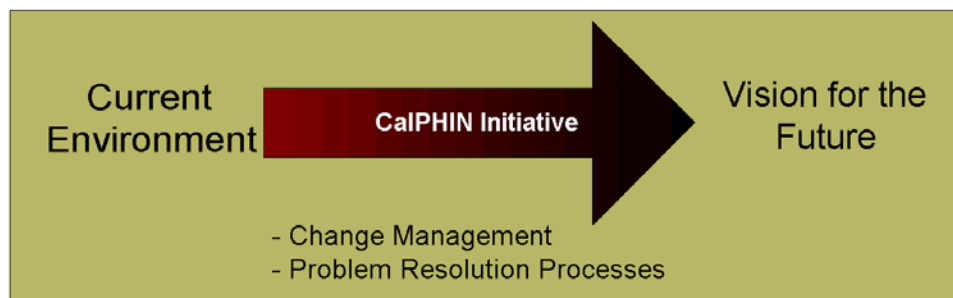 Current
Environment
CalPHIN Initiative
Vision for the
Future
- Change Management
- Problem Resolution Processes